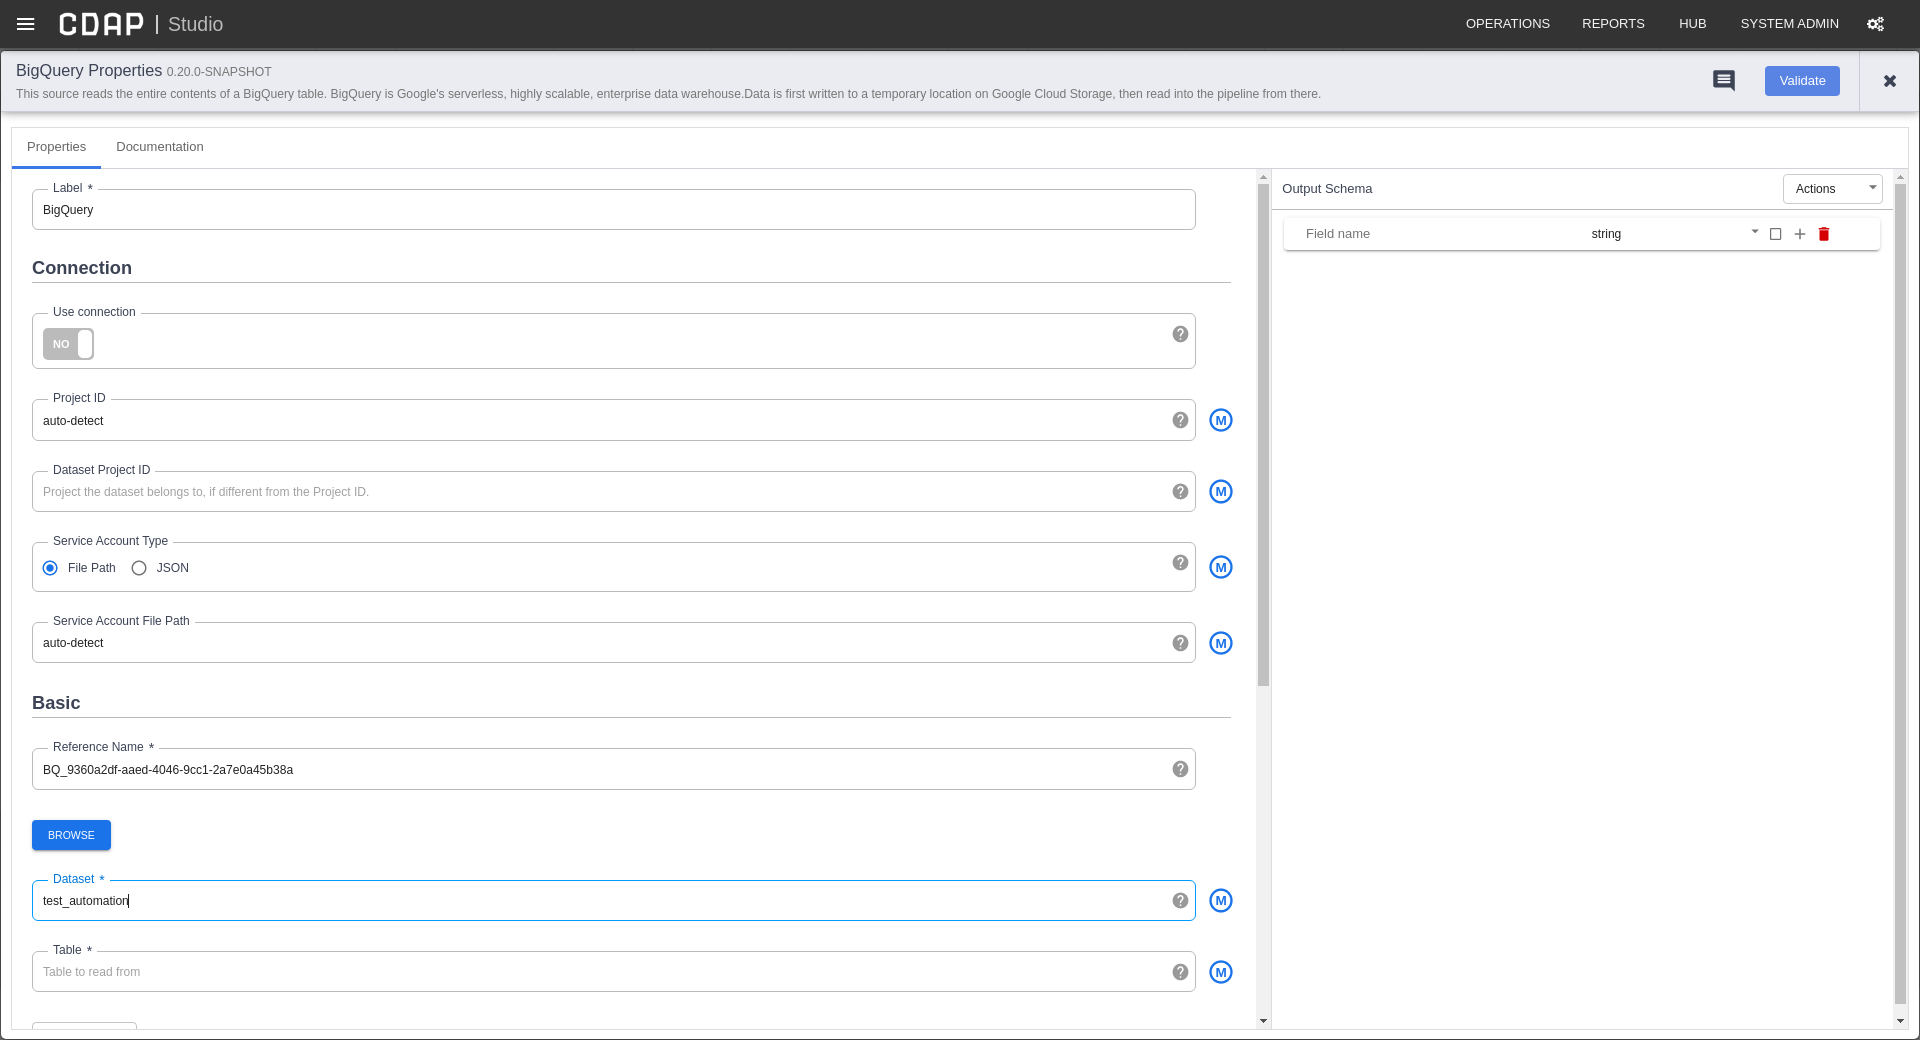 CDAP | Studio
OPERATIONS REPORTS HUB SYSTEM ADMIN
BigQuery Properties 0.20.0-SNAPSHOT
This source reads the entire contents of a BigQuery table. BigQuery is Google's serverless, highly scalable, enterprise data warehouse.Data is first written to a temporary location on Google Cloud Storage, then read into the pipeline from there.
Validate
Properties Documentation
Label *
BigQuery
Connection
Use connection
NO
Project ID
auto-detect
M
Dataset Project ID
Project the dataset belongs to, if different from the Project ID.
M
Service Account Type
File Path JSON
M
Service Account File Path
auto-detect
M
Basic
Reference Name *
BQ_9360a2df-aaed-4046-9cc1-2a7e0a45b38a
BROWSE
Dataset *
test_automation
M
Table *
Table to read from
M
Output Schema
Actions
Field name string